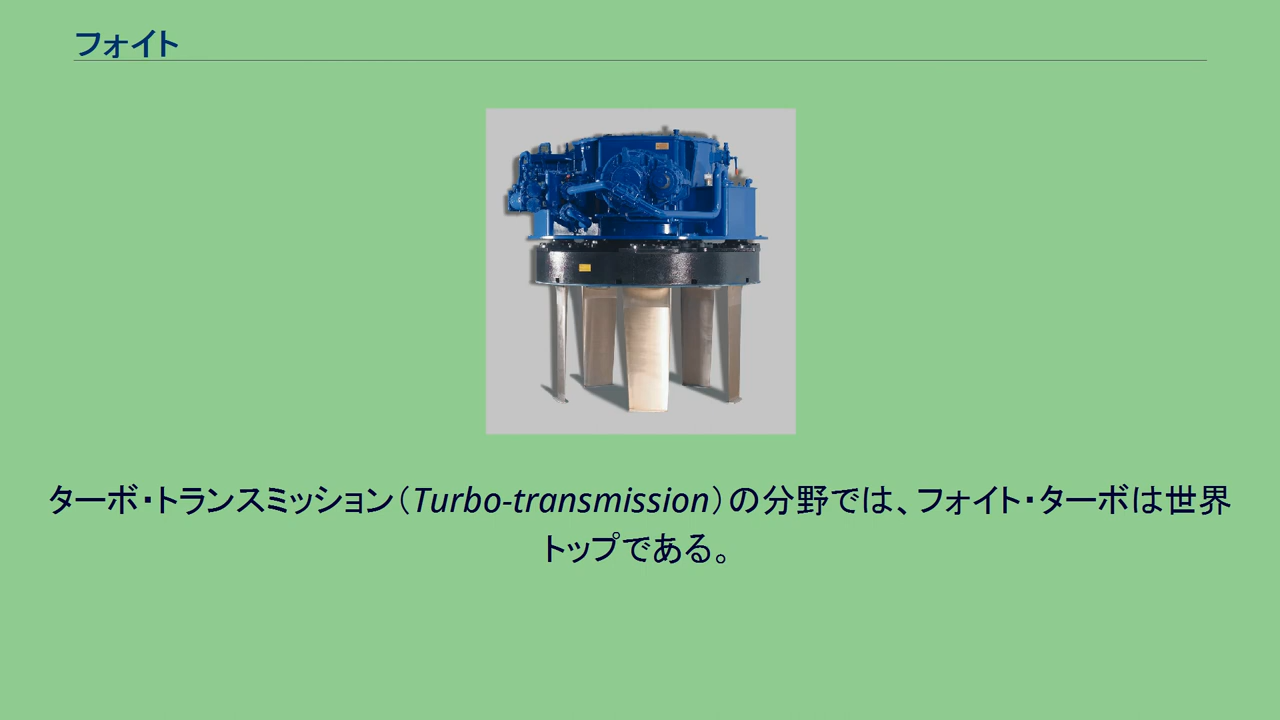 フォイト
ターボ・トランスミッション（Turbo-transmission）の分野では、フォイト・ターボは世界
トップである。